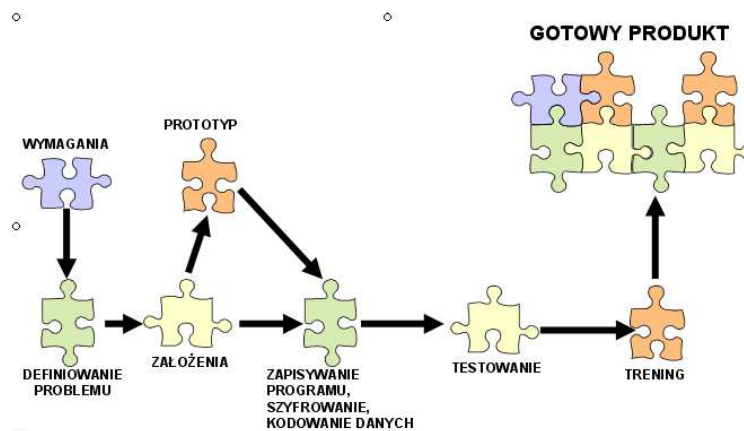 GOTOWY PRODUKT
PROTOTYP
WYMAGANIA
DEFINIOWANIE
PROBLEMU
ZAŁOŻENIA
ZAPISYWANIE
PROGRAMU,
SZYFROWANIE,
KODOWANIE DANYCH
TESTOWANIE
TRENING